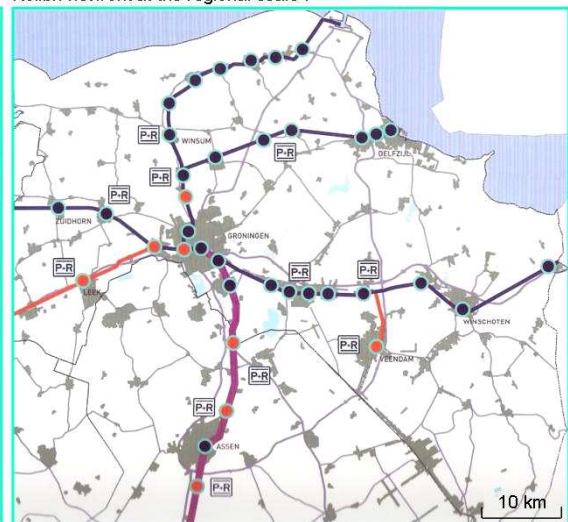 P+R
WINSUM
P+R
DELFZIJL
P+R
P+R
ZUIDHORN
GRONINGEN
P+R
LEEK
P+R
P+R
WINSCHOTEN
P+R
VEENDAM
P+R
P+R
ASSEN
P+R
10 km